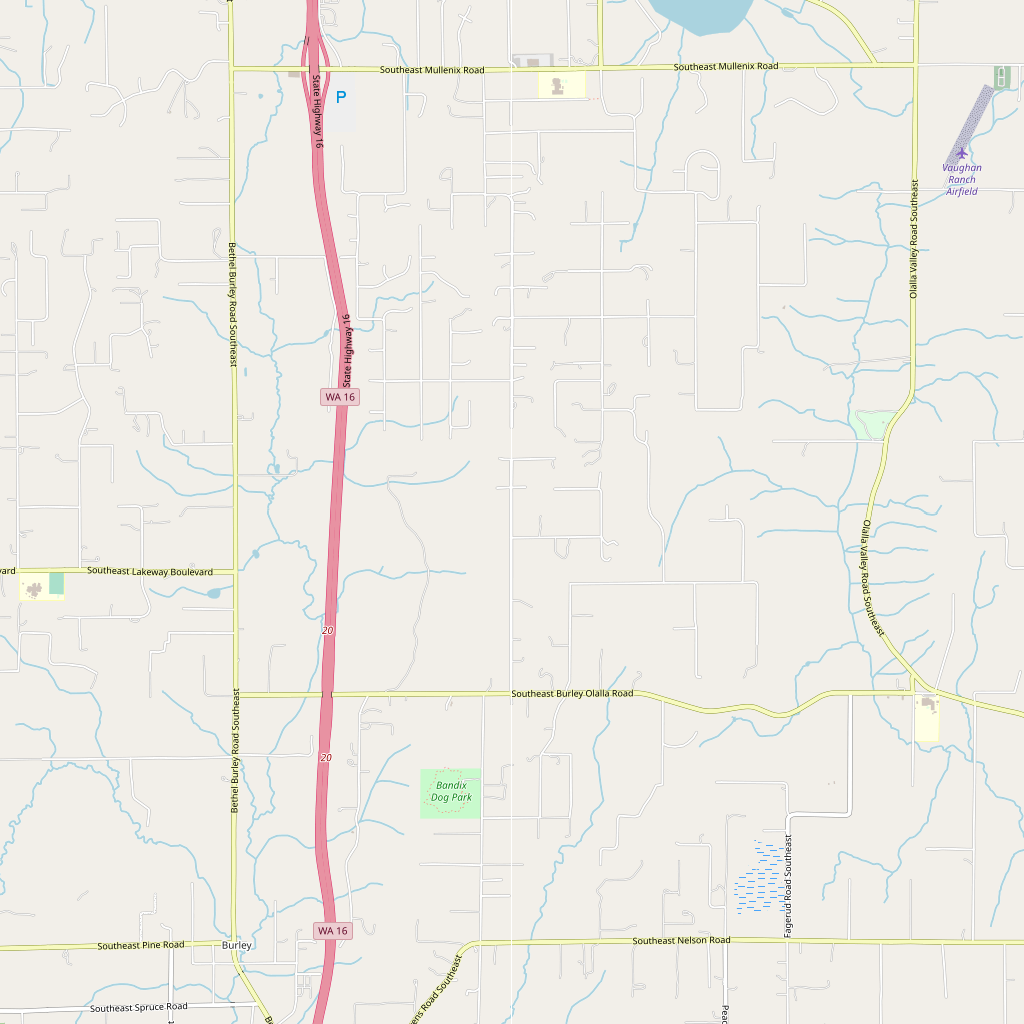 Southeast Mullenix Road
Southeast Mullenix Road
State Highway 16
P
Vaughan
Ranch
Airfield
Olalla Valley Road Southeast
Bethel Burley Road Southeast
State Highway 16
WA 16
Olalla Valley Road Southeast
Southeast Lakeway Boulevard
20
Southeast Burley Olalla Road
Bethel Burley Road Southeast
20
Bandix
Dog Park
Fagerud Road Southeast
WA 16
Southeast Pine Road
Burley
Southeast Nelson Road
Southeast Spruce Road